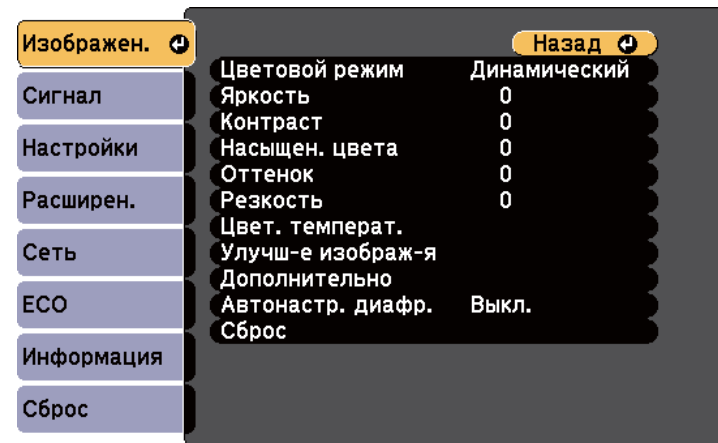 Изображен.
Сигнал
Настройки
Расширен.
Сеть
ECO
Информация
Сброс
Назад
Цветовой режим Динамический
Яркость 0
Контраст 0
Насыщен. цвета 0
Оттенок 0
Резкость 0
Цвет. температ.
Улучш-е изображ-я
Дополнительно
Автонастр. диафр. Выкл.
Сброс